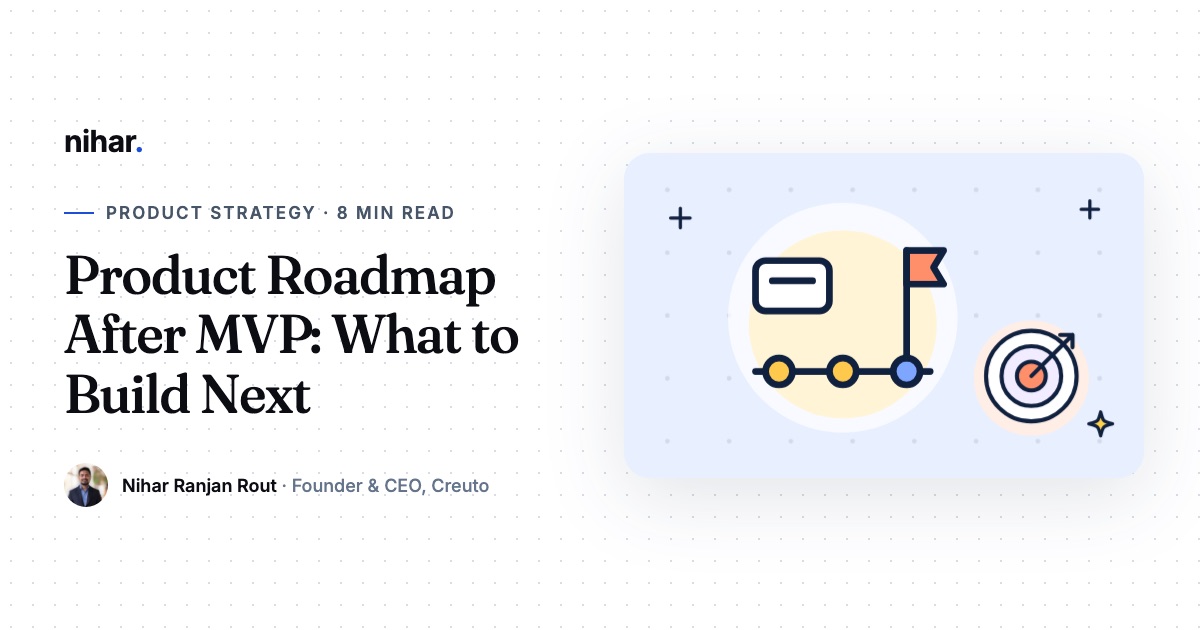 nihar.
PRODUCT STRATEGY · 8 MIN READ
Product Roadmap
After MVP: What to
Build Next
Nihar Ranjan Rout · Founder & CEO, Creuto